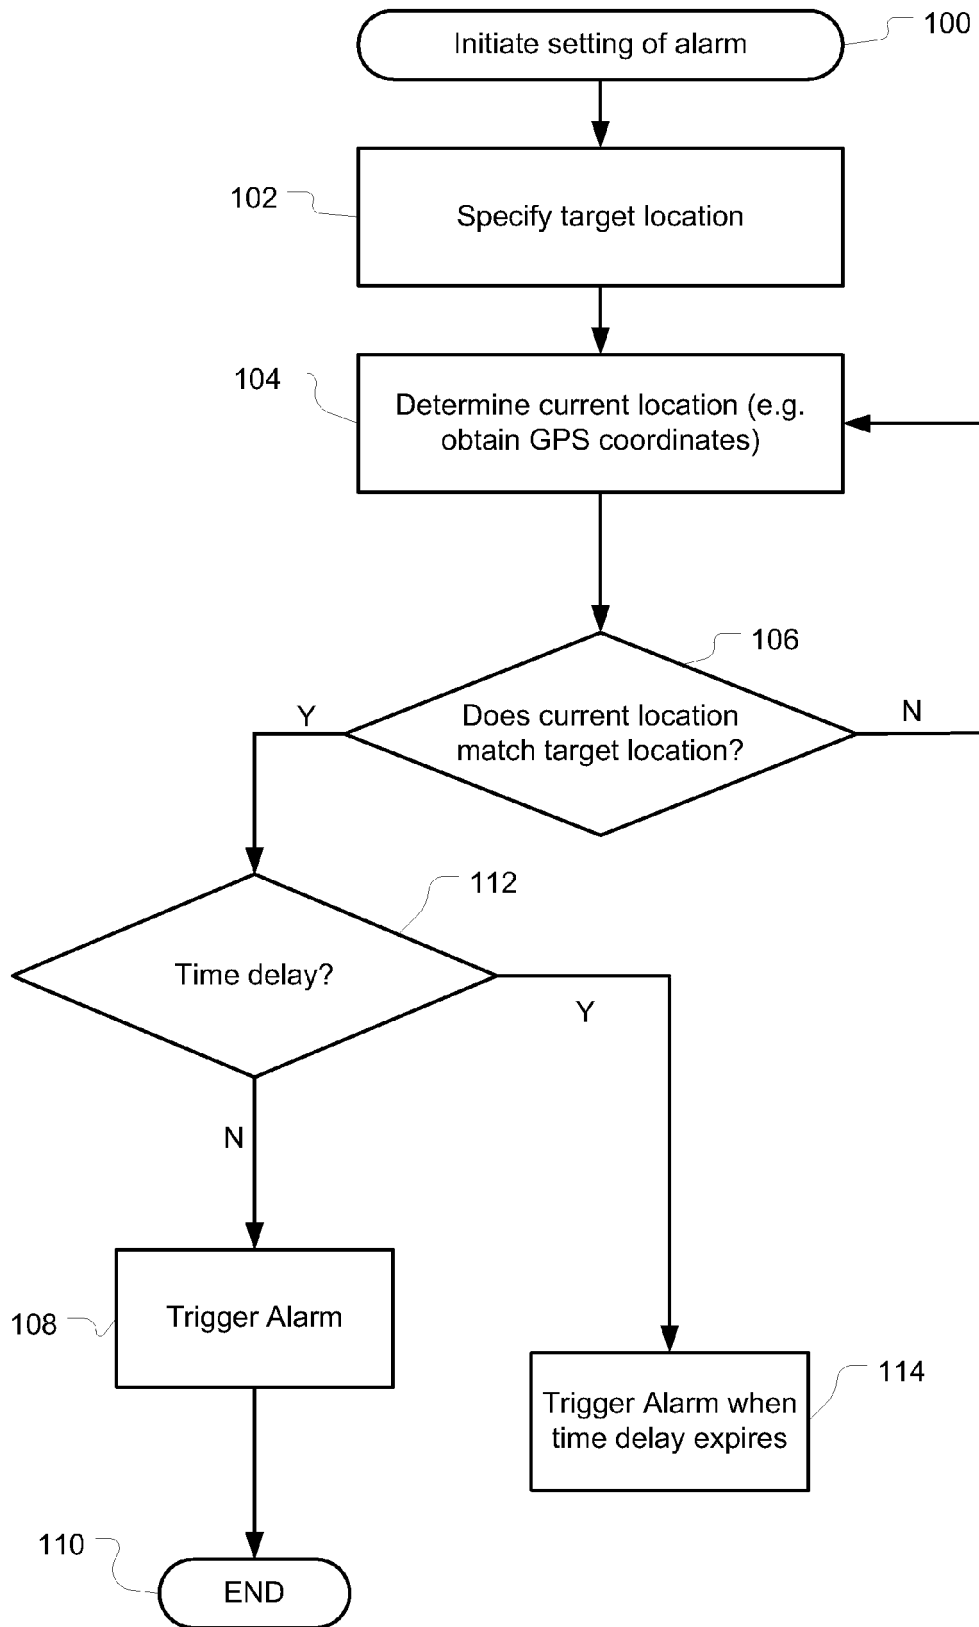 Initiate setting of alarm
100
102
Specify target location
104
Determine current location (e.g.
obtain GPS coordinates)
106
Does current location
match target location?
Y
N
112
Time delay?
Y
N
108
Trigger Alarm
114
Trigger Alarm when
time delay expires
110
END